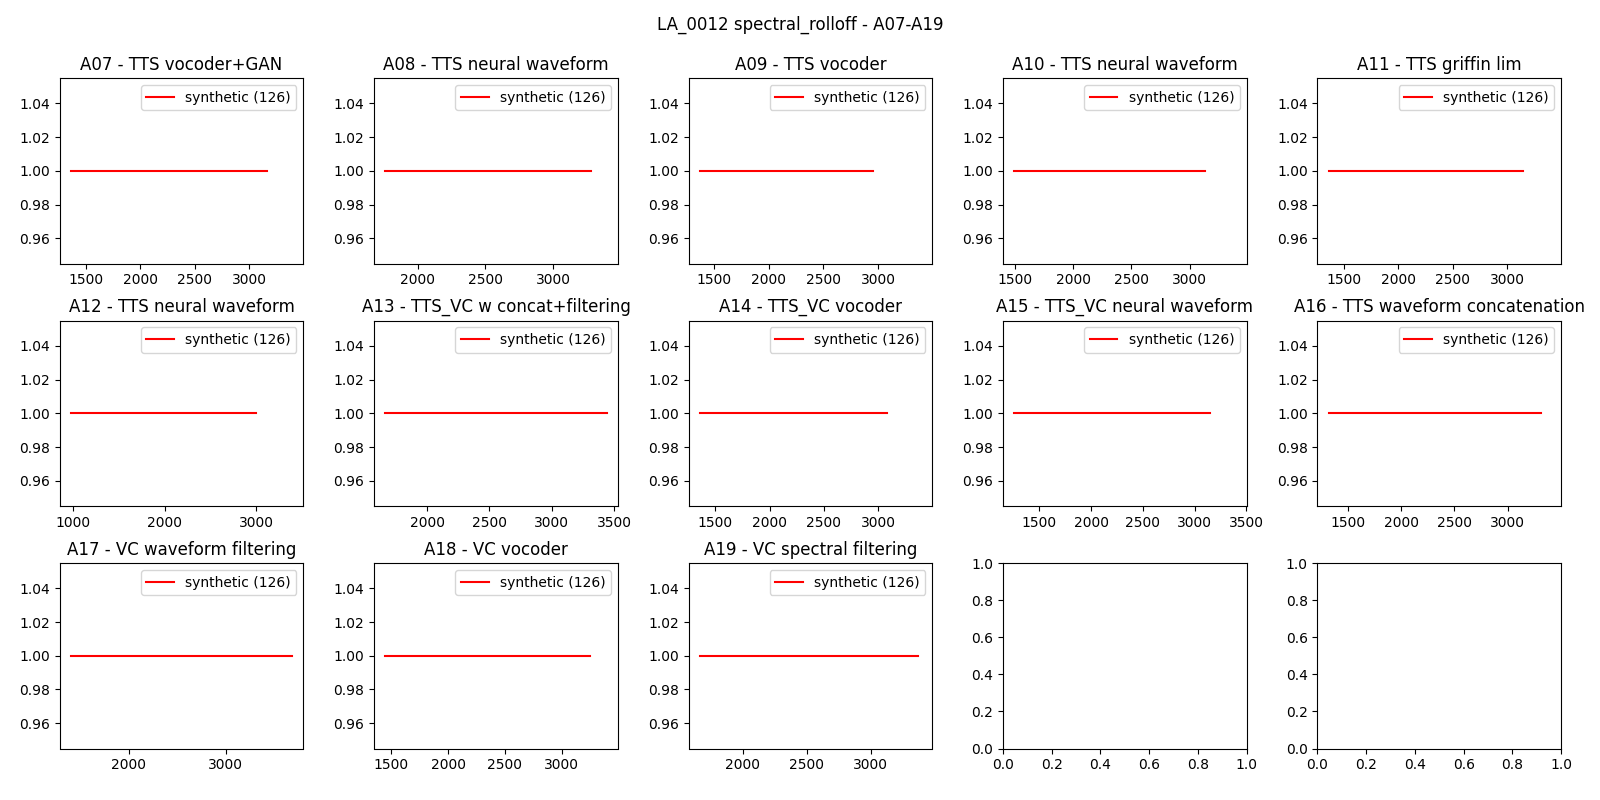 LA_0012 spectral_rolloff - A07-A19
A07 - TTS vocoder+GAN
synthetic (126)
1.04
1.02
1.00
0.98
0.96
1500 2000 2500 3000
A08 - TTS neural waveform
synthetic (126)
1.04
1.02
1.00
0.98
0.96
2000 2500 3000
A09 - TTS vocoder
synthetic (126)
1.04
1.02
1.00
0.98
0.96
1500 2000 2500 3000
A10 - TTS neural waveform
synthetic (126)
1.04
1.02
1.00
0.98
0.96
1500 2000 2500 3000
A11 - TTS griffin lim
synthetic (126)
1.04
1.02
1.00
0.98
0.96
1500 2000 2500 3000
A12 - TTS neural waveform
synthetic (126)
1.04
1.02
1.00
0.98
0.96
1000 2000 3000
A13 - TTS_VC w concat+filtering
synthetic (126)
1.04
1.02
1.00
0.98
0.96
2000 2500 3000 3500
A14 - TTS_VC vocoder
synthetic (126)
1.04
1.02
1.00
0.98
0.96
1500 2000 2500 3000
A15 - TTS_VC neural waveform
synthetic (126)
1.04
1.02
1.00
0.98
0.96
1500 2000 2500 3000 3500
A16 - TTS waveform concatenation
synthetic (126)
1.04
1.02
1.00
0.98
0.96
1500 2000 2500 3000
A17 - VC waveform filtering
synthetic (126)
1.04
1.02
1.00
0.98
0.96
2000 3000
A18 - VC vocoder
synthetic (126)
1.04
1.02
1.00
0.98
0.96
1500 2000 2500 3000
A19 - VC spectral filtering
synthetic (126)
1.04
1.02
1.00
0.98
0.96
2000 2500 3000
1.0
0.8
0.6
0.4
0.2
0.0
0.0 0.2 0.4 0.6 0.8 1.0
1.0
0.8
0.6
0.4
0.2
0.0
0.0 0.2 0.4 0.6 0.8 1.0